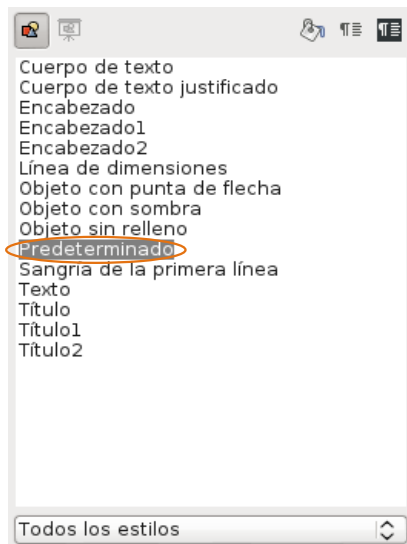 Cuerpo de texto
Cuerpo de texto justificado
Encabezado
Encabezado1
Encabezado2
Línea de dimensiones
Objeto con punta de flecha
Objeto con sombra
Objeto sin relleno
Predeterminado
Sangría de la primera línea
Texto
Título
Título1
Título2
Todos los estilos